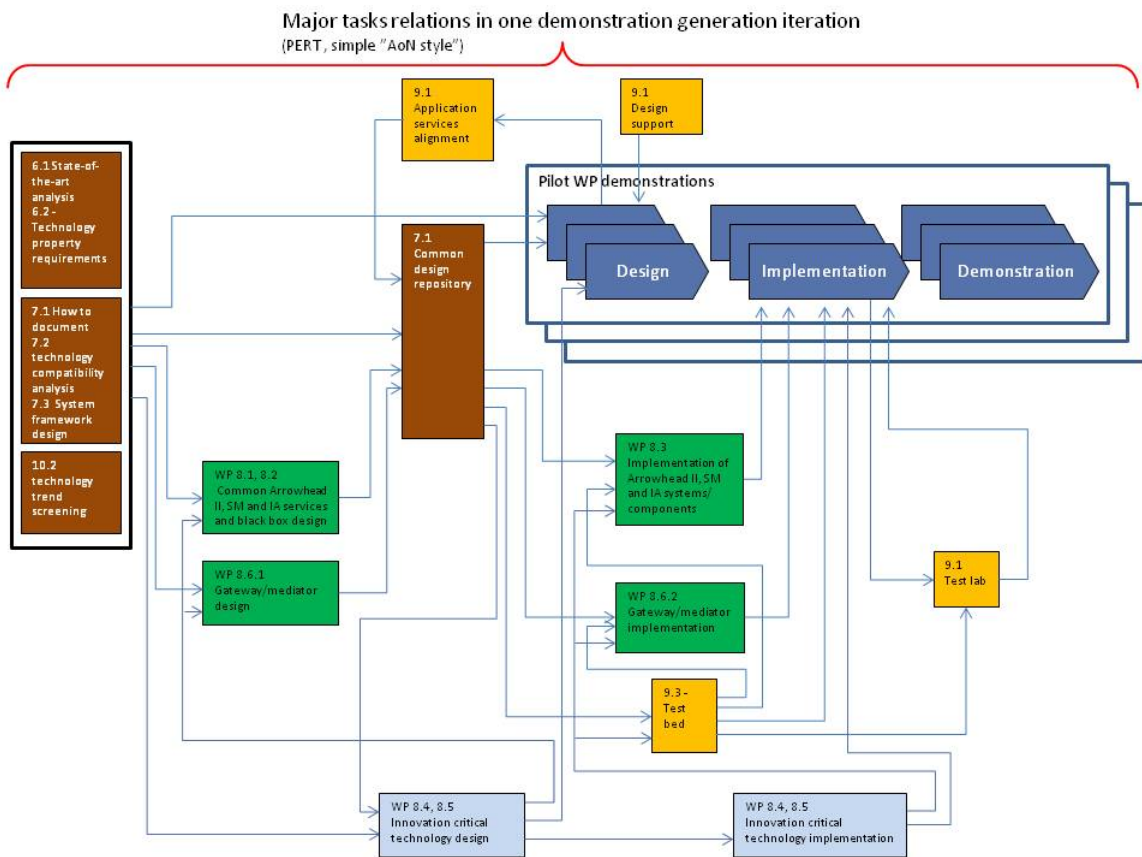 Major tasks relations in one demonstration generation iteration
(PERT, simple "AoN style")
9.1
Application
services
alignment
9.1
Design
support
6.1 State-of-
the-art
analysis
6.2 -
Technology
property
requirements
7.1 How to
document
7.2
technology
compatibility
analysis
7.3 System
framework
design
10.2
technology
trend
screening
7.1
Common
design
repository
Pilot WP demonstrations
Design
Implementation
Demonstration
WP 8.1, 8.2
Common Arrowhead
II, SM and IA services
and black box design
WP 8.6.1
Gateway/mediator
design
WP 8.3
Implementation of
Arrowhead II, SM
and IA systems/
components
WP 8.6.2
Gateway/mediator
implementation
9.1
Test lab
9.3 -
Test
bed
WP 8.4, 8.5
Innovation critical
technology design
WP 8.4, 8.5
Innovation critical
technology implementation